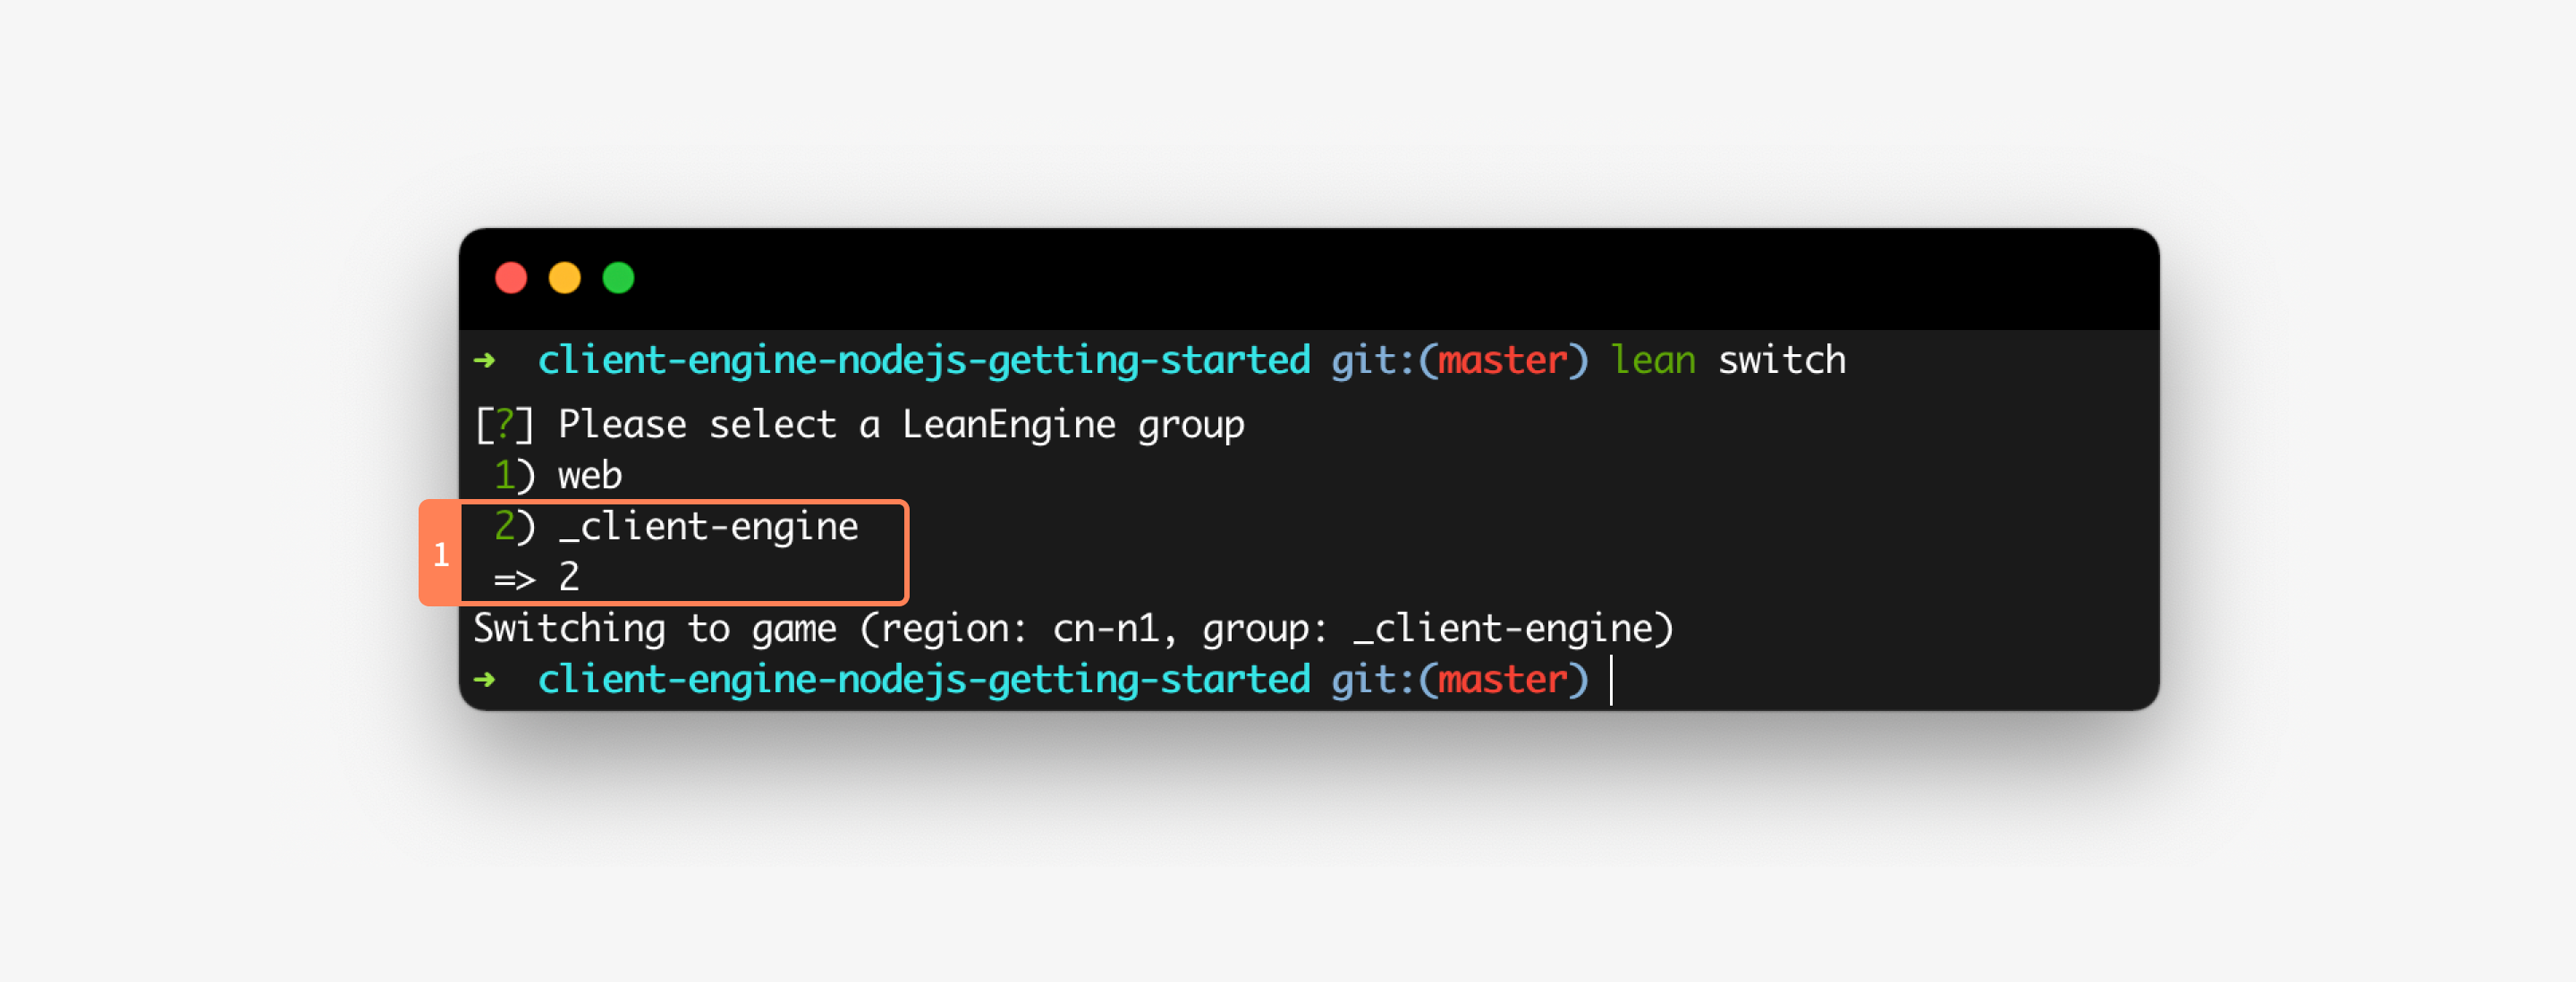 ➜ client-engine-nodejs-getting-started git:(master) lean switch
[?] Please select a LeanEngine group
1) web
2) _client-engine
1
=> 2
Switching to game (region: cn-n1, group: _client-engine)
➜ client-engine-nodejs-getting-started git:(master)